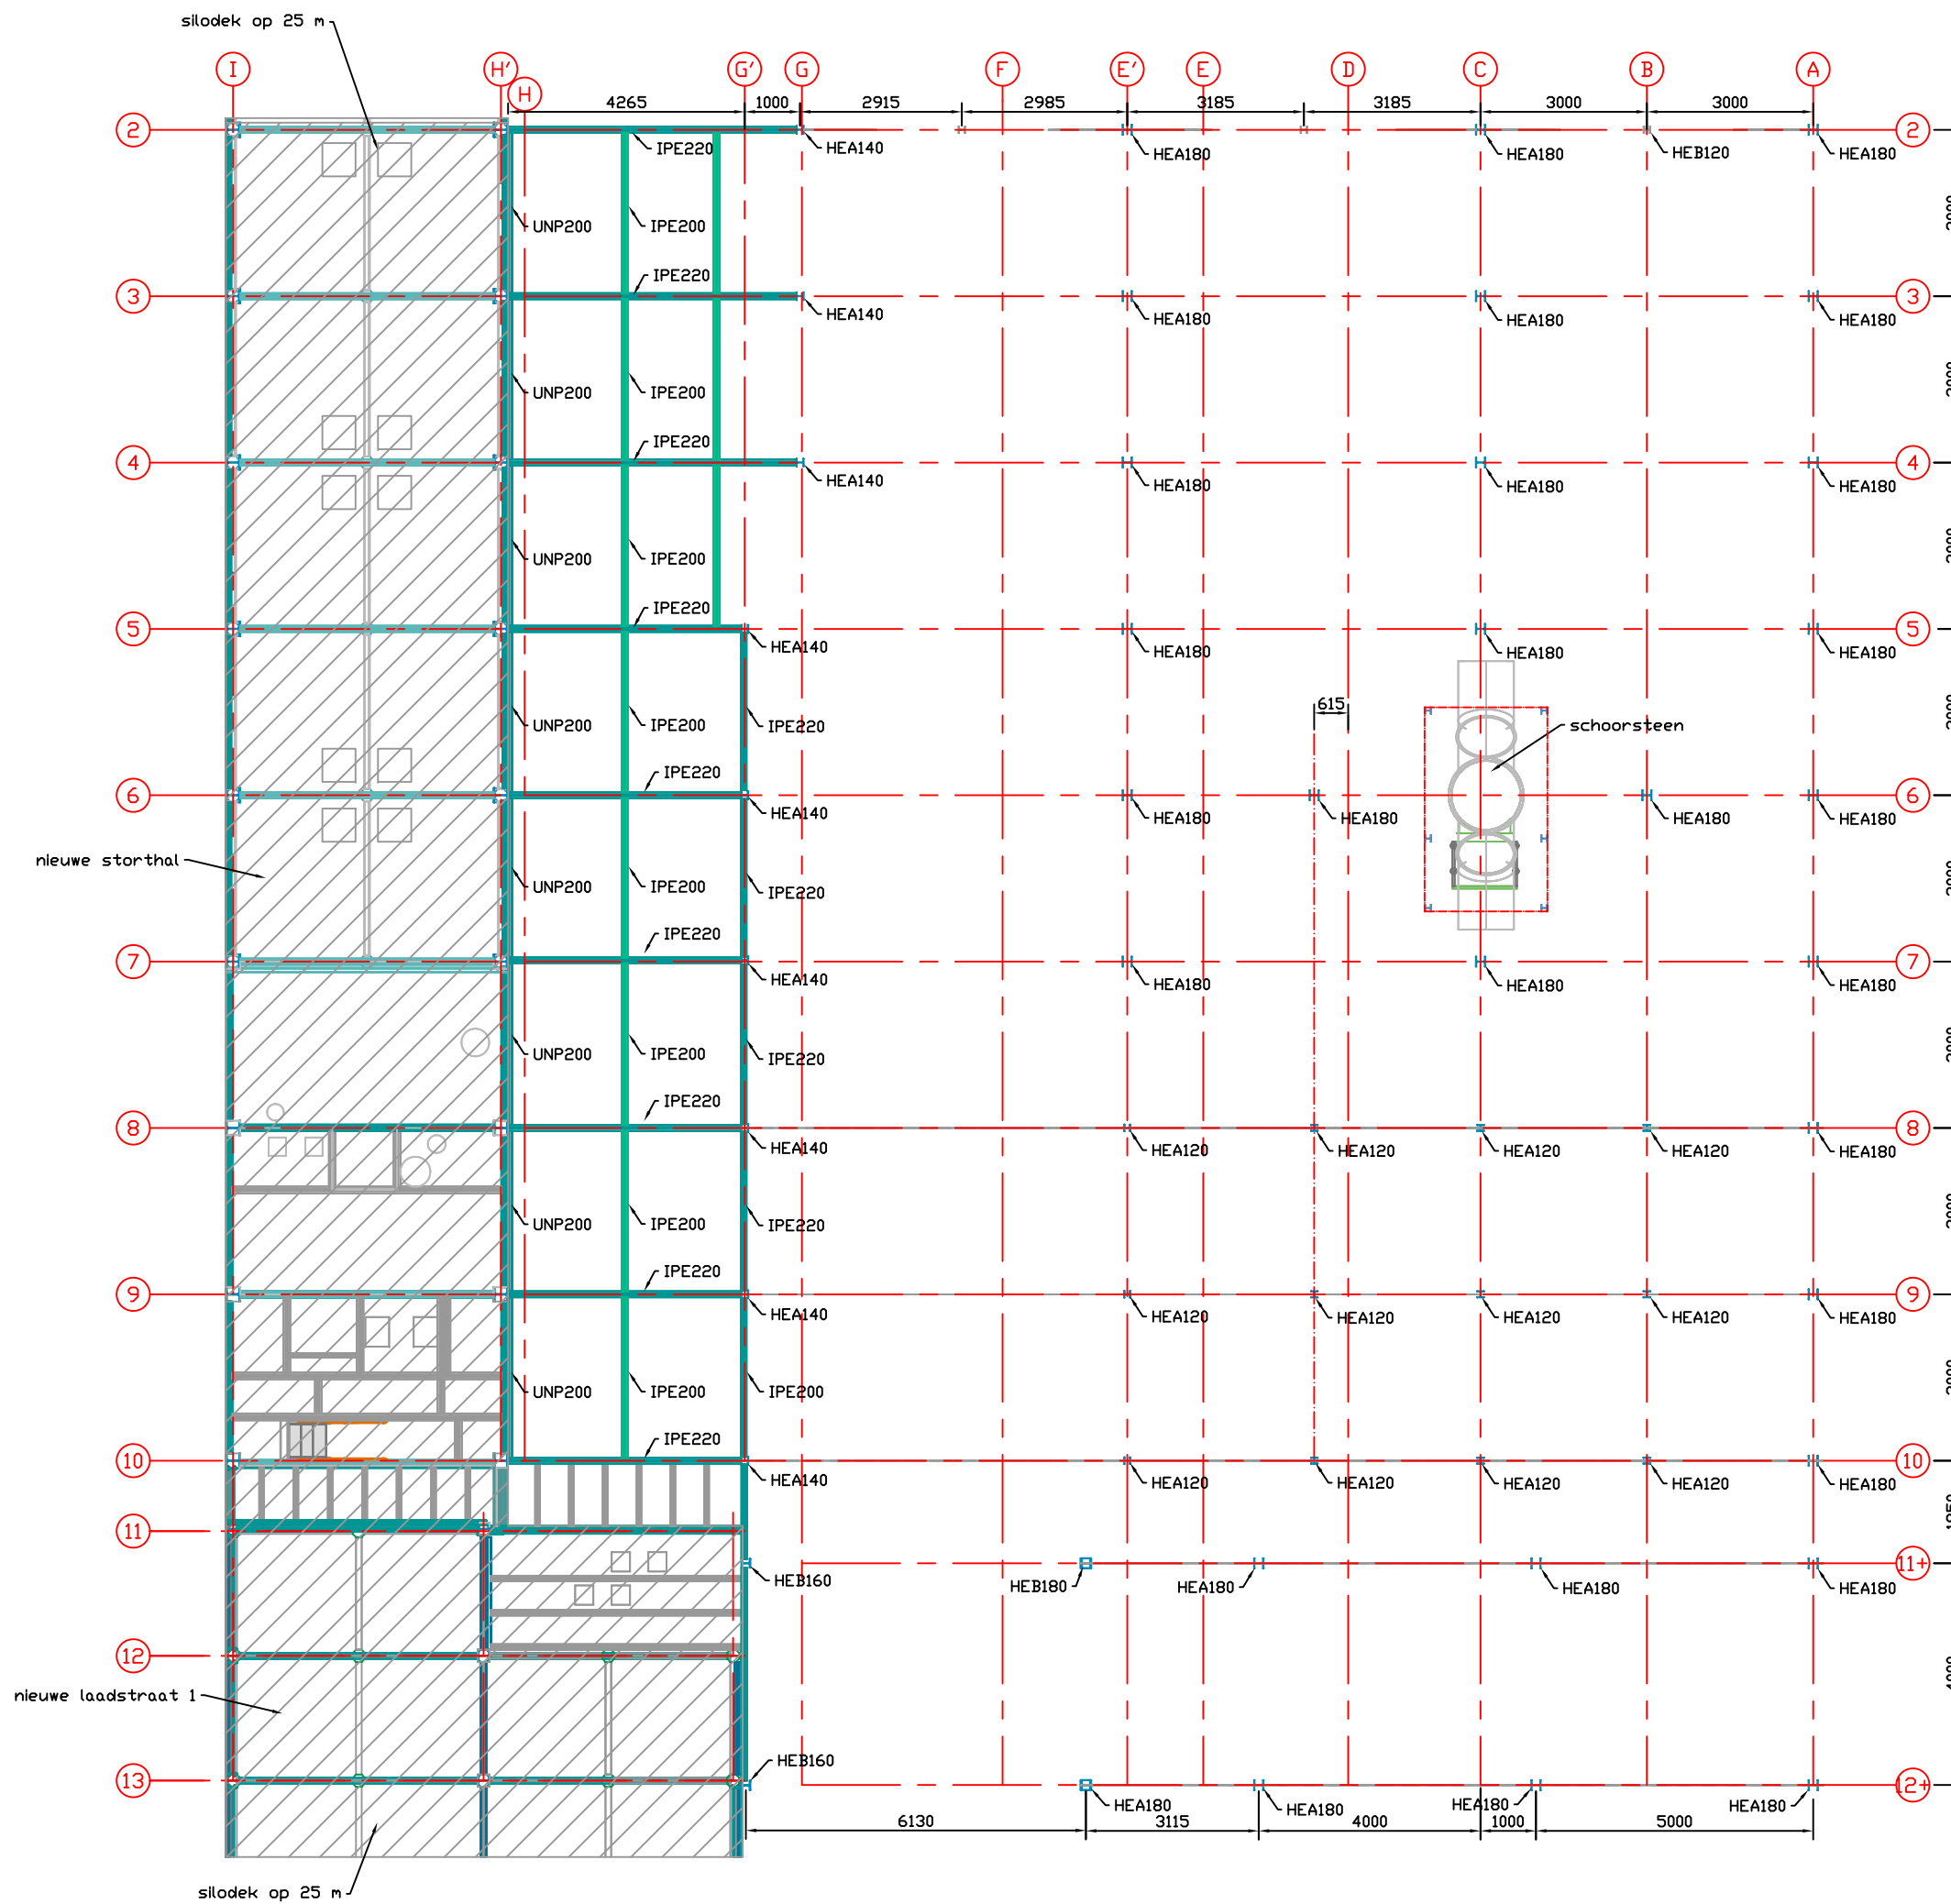 silodek op 25 m
I H' G' G F E' E D C B A
H
4265 1000 2915 2985 3185 3185 3000 3000
2 2
IPE220 HEA140 HEA180 HEA180 HEB120 HEA180
UNP200 IPE200
IPE220
3 3
HEA140 HEA180 HEA180 HEA180
UNP200 IPE200
IPE220
4 4
HEA140 HEA180 HEA180 HEA180
UNP200 IPE200
IPE220
5 5
HEA140 HEA180 HEA180 HEA180
615
UNP200 IPE200 IPE220 schoorsteen
IPE220
6 6
HEA140 HEA180 HEA180 HEA180 HEA180
nieuwe storthal
UNP200 IPE200 IPE220
IPE220
7 7
HEA140 HEA180 HEA180 HEA180
UNP200 IPE200 IPE220
IPE220
8 8
HEA140 HEA120 HEA120 HEA120 HEA120 HEA180
UNP200 IPE200 IPE220
IPE220
9 9
HEA140 HEA120 HEA120 HEA120 HEA120 HEA180
UNP200 IPE200 IPE200
IPE220
10 10
HEA140 HEA120 HEA120 HEA120 HEA120 HEA180
11
11+
HEB160 HEB180 HEA180 HEA180 HEA180
12
nieuwe laadstraat 1
HEB160
13 12+
HEA180 HEA180 HEA180 HEA180
6130 3115 4000 1000 5000
silodek op 25 m